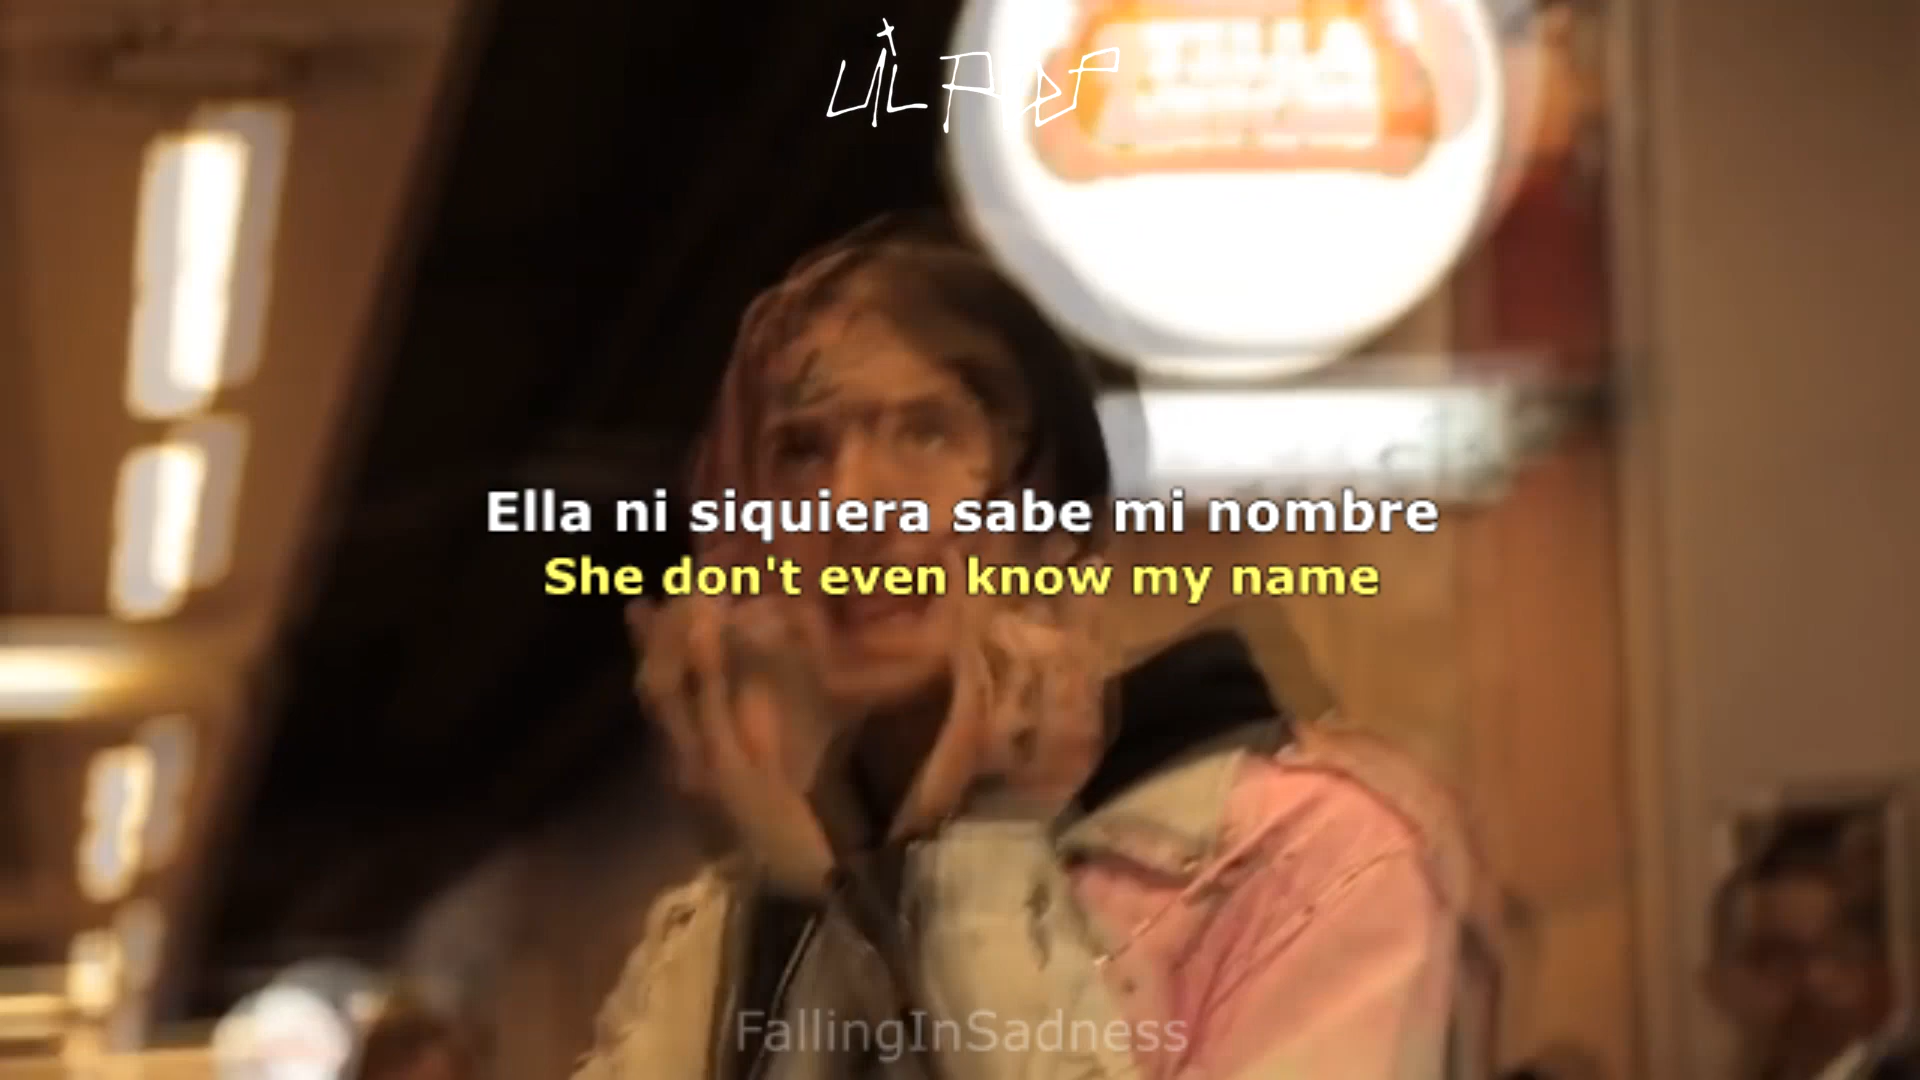 LiL PEEP
Ella ni siquiera sabe mi nombre
She don't even know my name
FallingInSadness